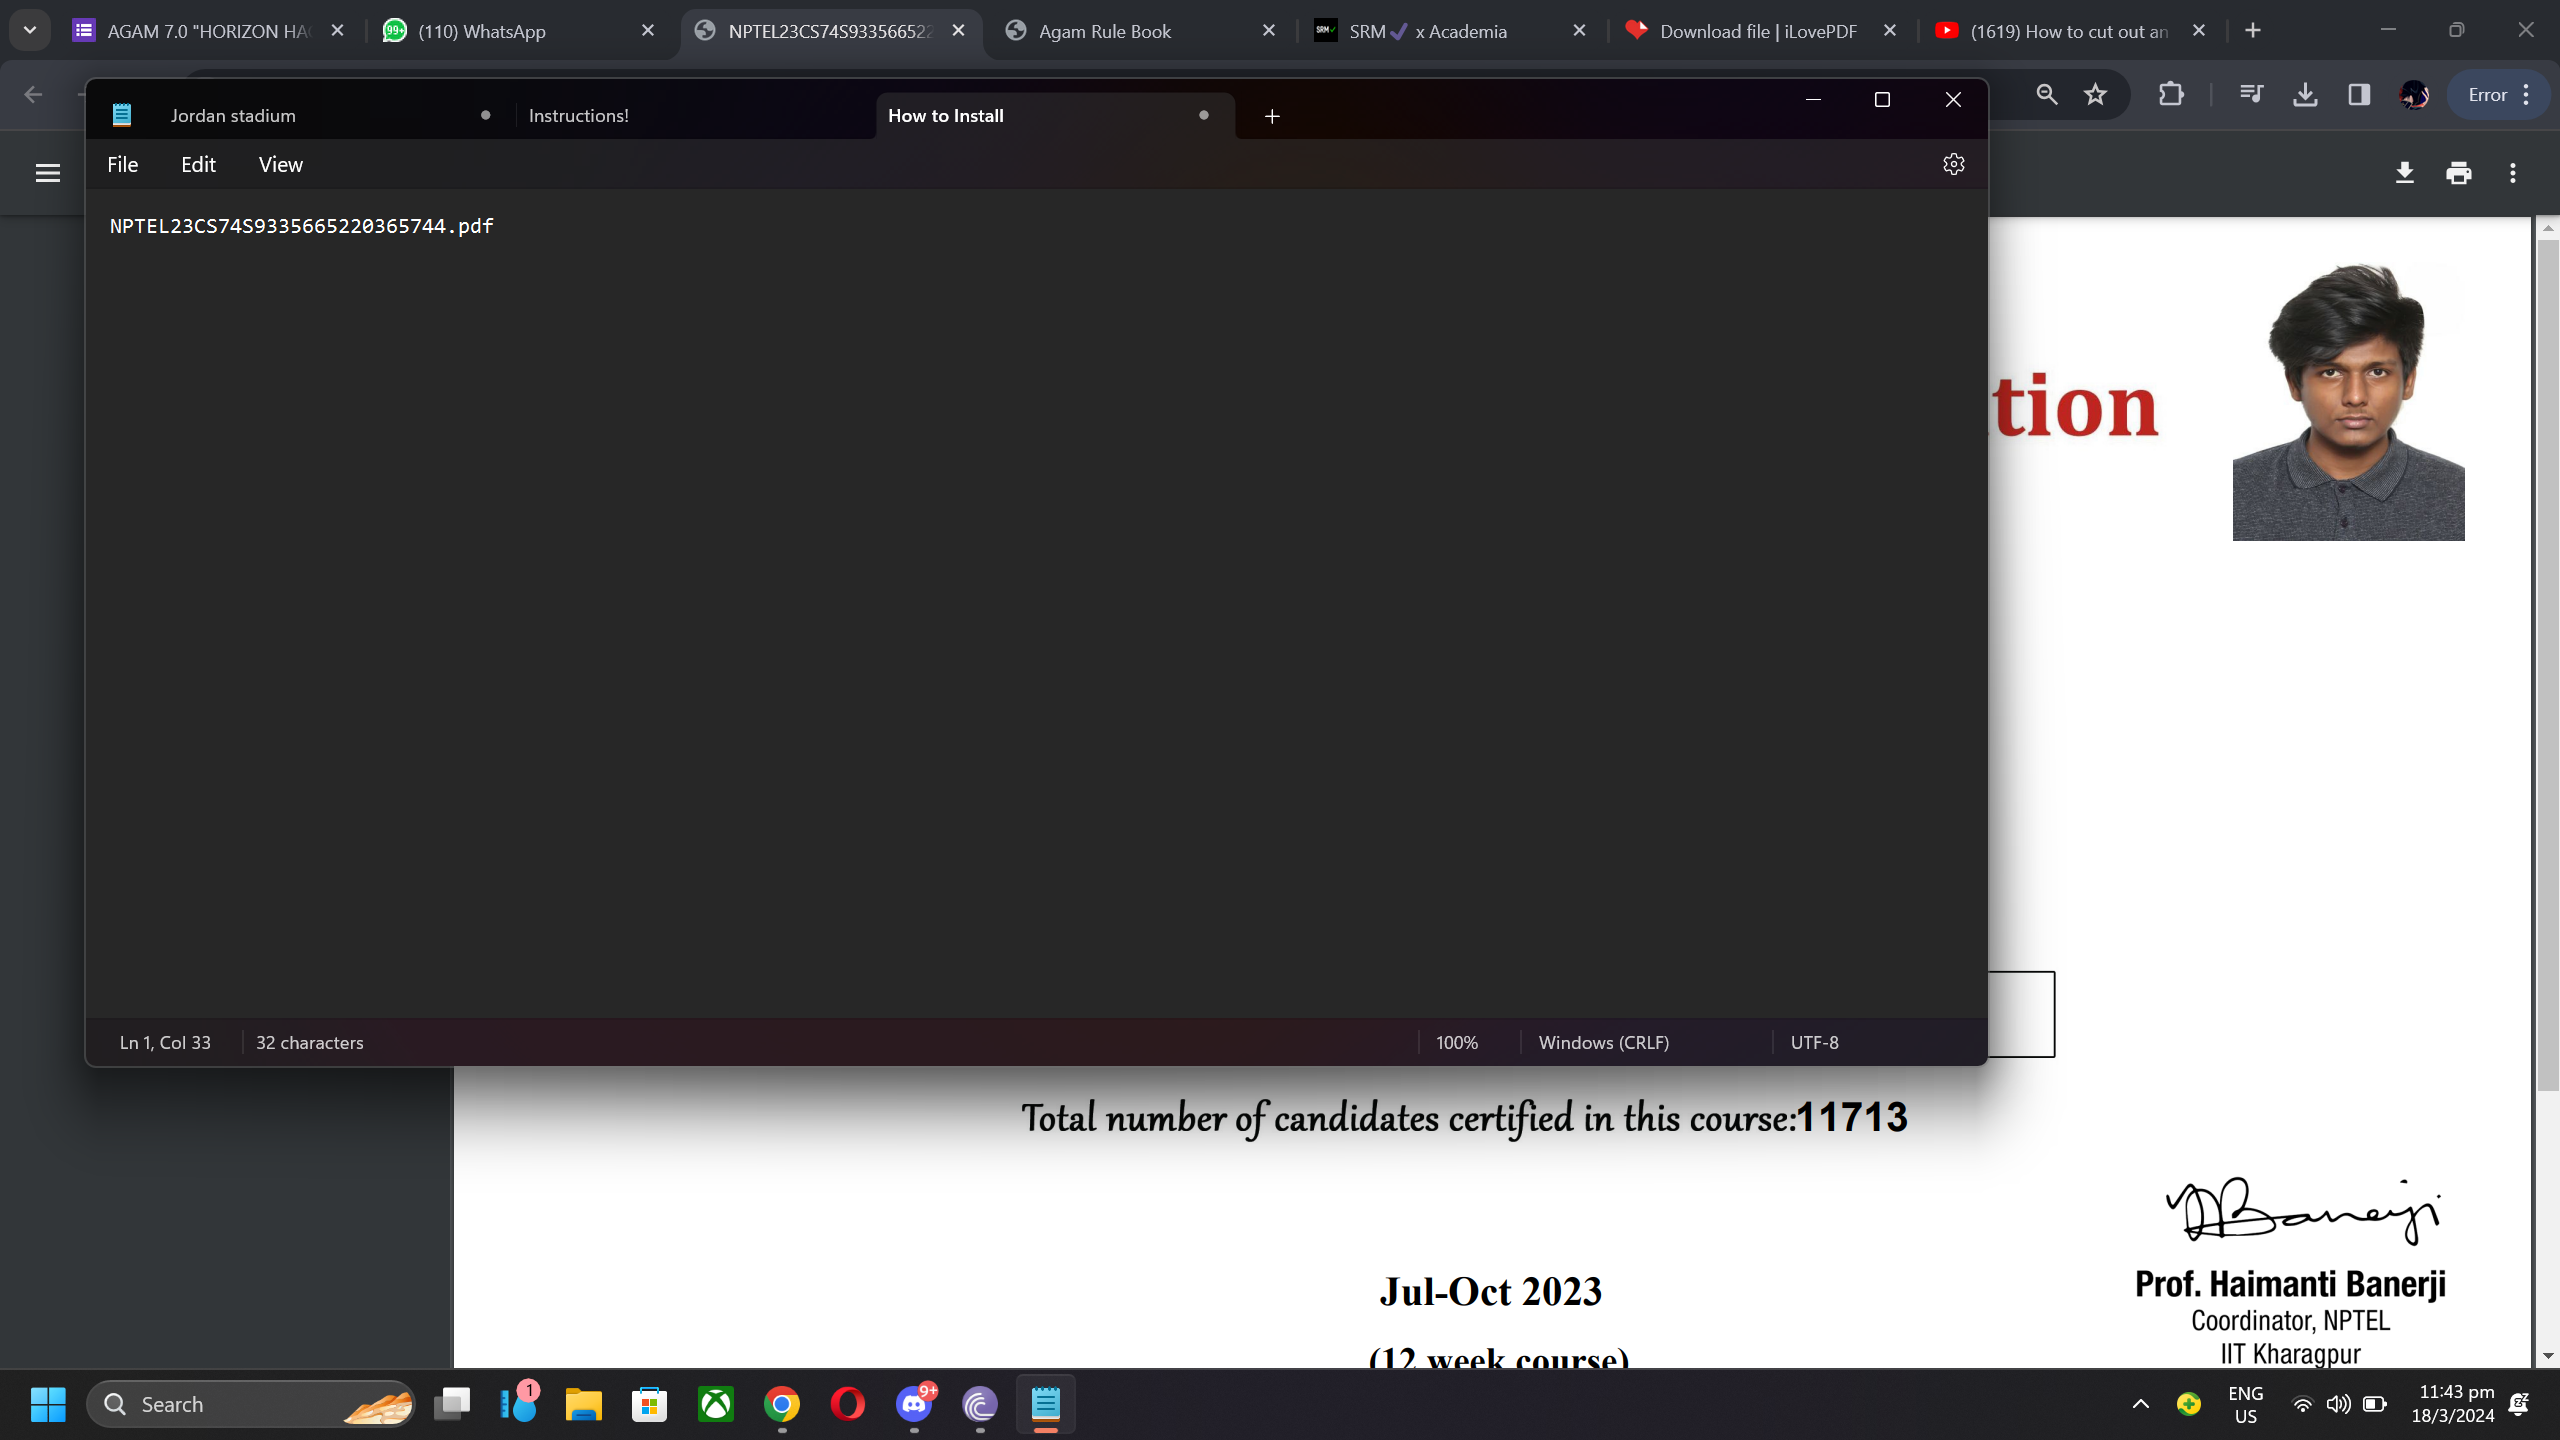 AGAM 7.0 "HORIZON HA
(110) WhatsApp
NPTEL23CS74S933566522
Agam Rule Book
SRM x Academia
Download file | iLovePDF
(1619) How to cut out an
Error
Jordan stadium
Instructions!
How to Install
File
Edit
View
NPTEL23CS74S9335665220365744.pdf
tion
Ln 1, Col 33
32 characters
100%
Windows (CRLF)
UTF-8
Total number of candidates certified in this course:11713
Jul-Oct 2023
(12 week course)
Prof. Haimanti Banerji
Coordinator, NPTEL
IIT Kharagpur
Search
1
9+
ENG
US
11:43 pm
18/3/2024